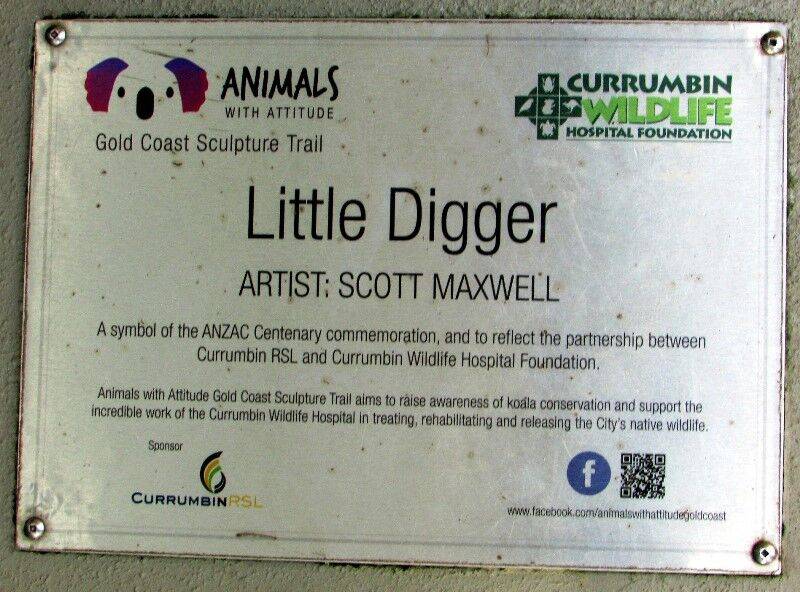 ANIMALS
WITH ATTITUDE
Gold Coast Sculpture Trail
CURRUMBIN
WILDLIFE
HOSPITAL FOUNDATION
Little Digger
ARTIST: SCOTT MAXWELL
A symbol of the ANZAC Centenary commemoration, and to reflect the partnership between
Currumbin RSL and Currumbin Wildlife Hospital Foundation.
Animals with Attitude Gold Coast Sculpture Trail aims to raise awareness of koala conservation and support the
incredible work of the Currumbin Wildlife Hospital in treating, rehabilitating and releasing the City's native wildlife.
Sponsor
CURRUMBINRSL
f
www.facebook.com/animalswithattitudegoldcoast